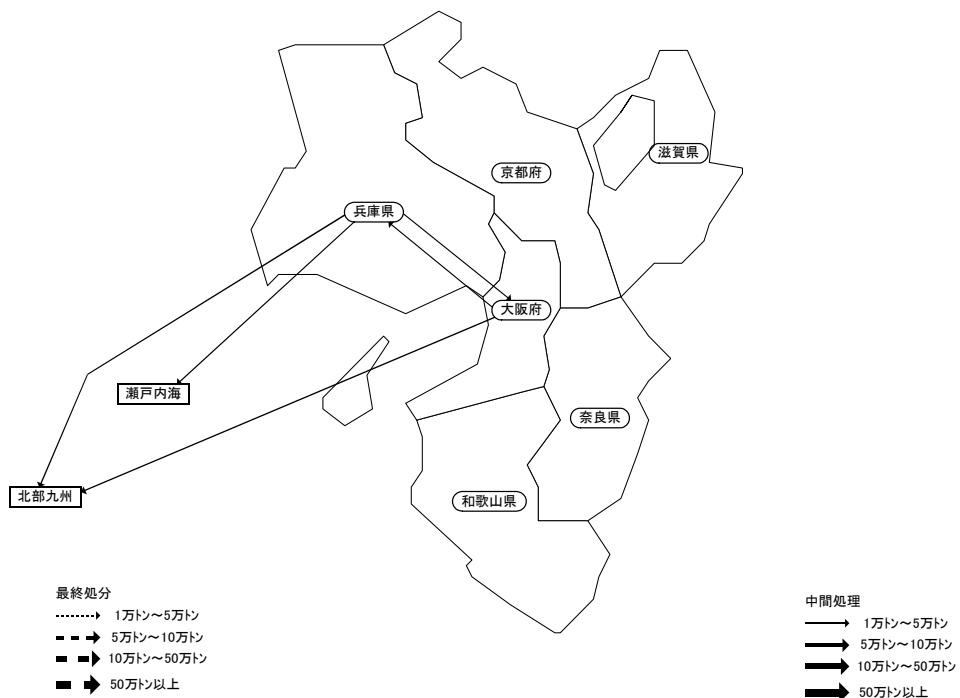 滋賀県
京都府
兵庫県
大阪府
瀬戸内海
奈良県
北部九州
和歌山県
最終処分
1万トン～5万トン
5万トン～10万トン
10万トン～50万トン
50万トン以上
中間処理
1万トン～5万トン
5万トン～10万トン
10万トン～50万トン
50万トン以上